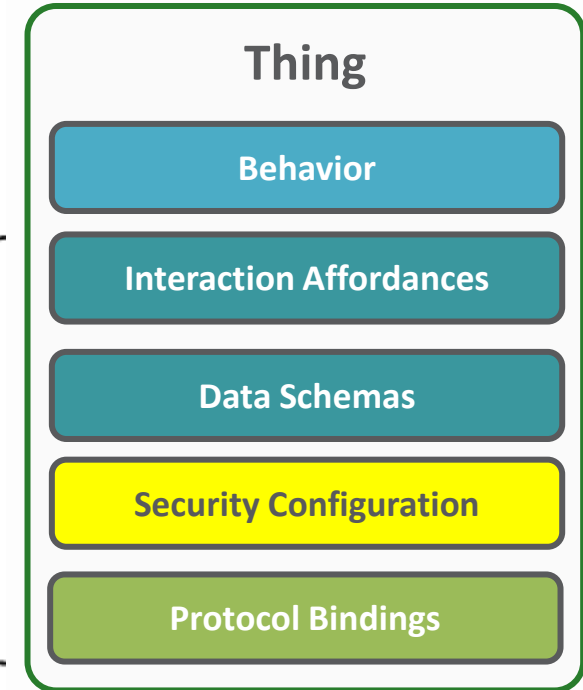 Thing
Behavior
Interaction Affordances
Data Schemas
Security Configuration
Protocol Bindings